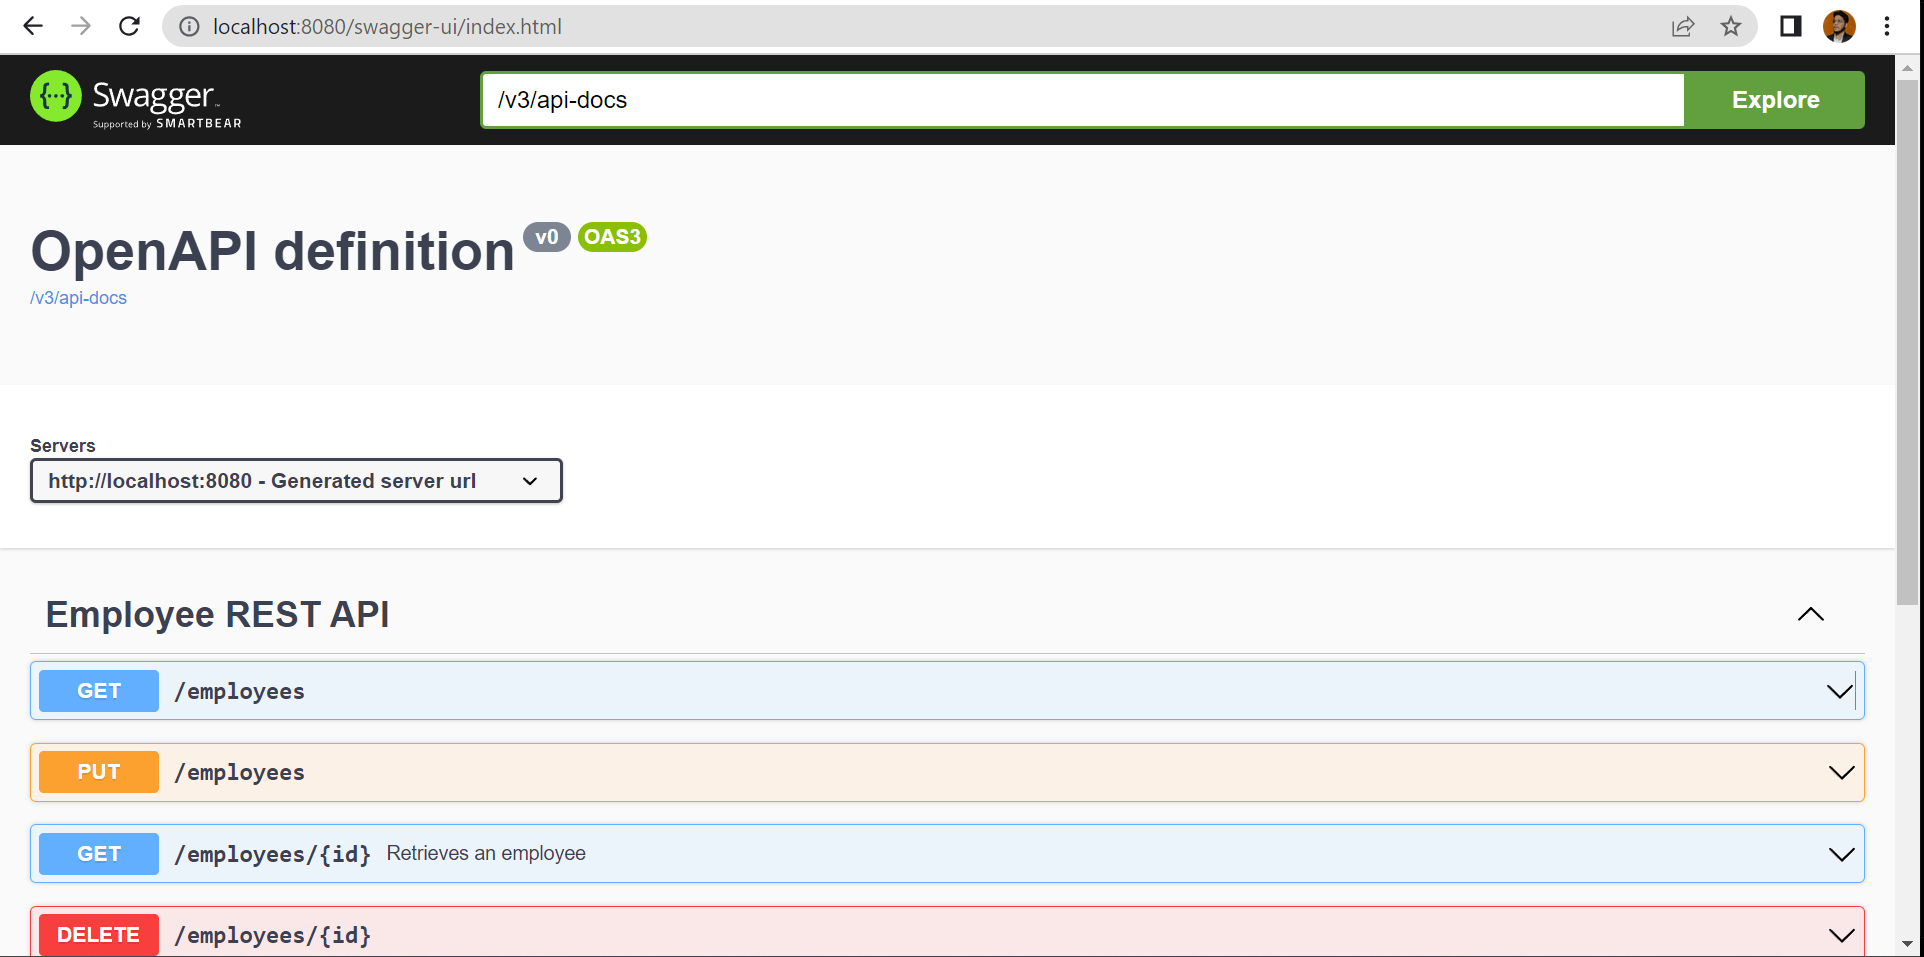 localhost:8080/swagger-ui/index.html
{···} Swagger™
Supported by SMARTBEAR
/v3/api-docs
Explore
OpenAPI definition v0 OAS3
/v3/api-docs
Servers
http://localhost:8080 - Generated server url
Employee REST API
GET /employees
PUT /employees
GET /employees/{id} Retrieves an employee
DELETE /employees/{id}